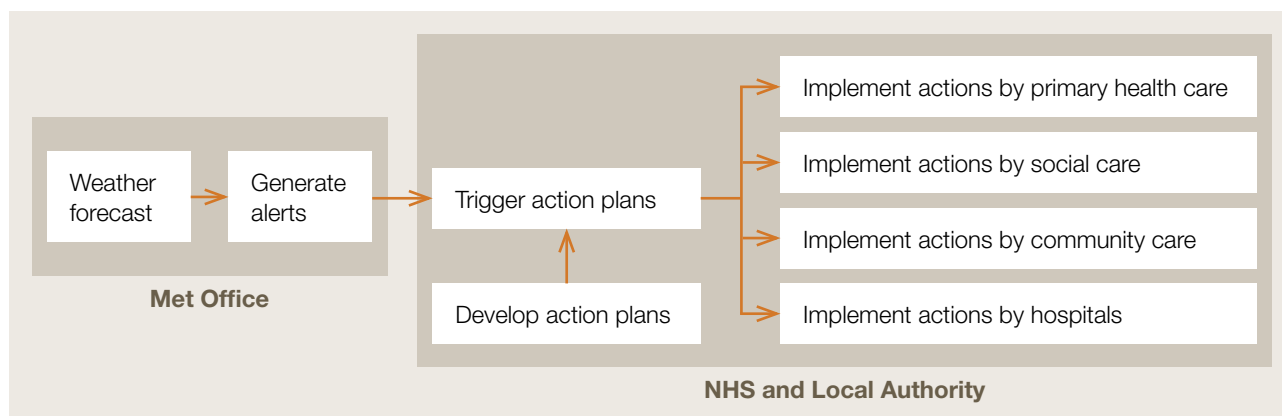 Weather
forecast
Generate
alerts
Met Office
Trigger action plans
Develop action plans
Implement actions by primary health care
Implement actions by social care
Implement actions by community care
Implement actions by hospitals
NHS and Local Authority